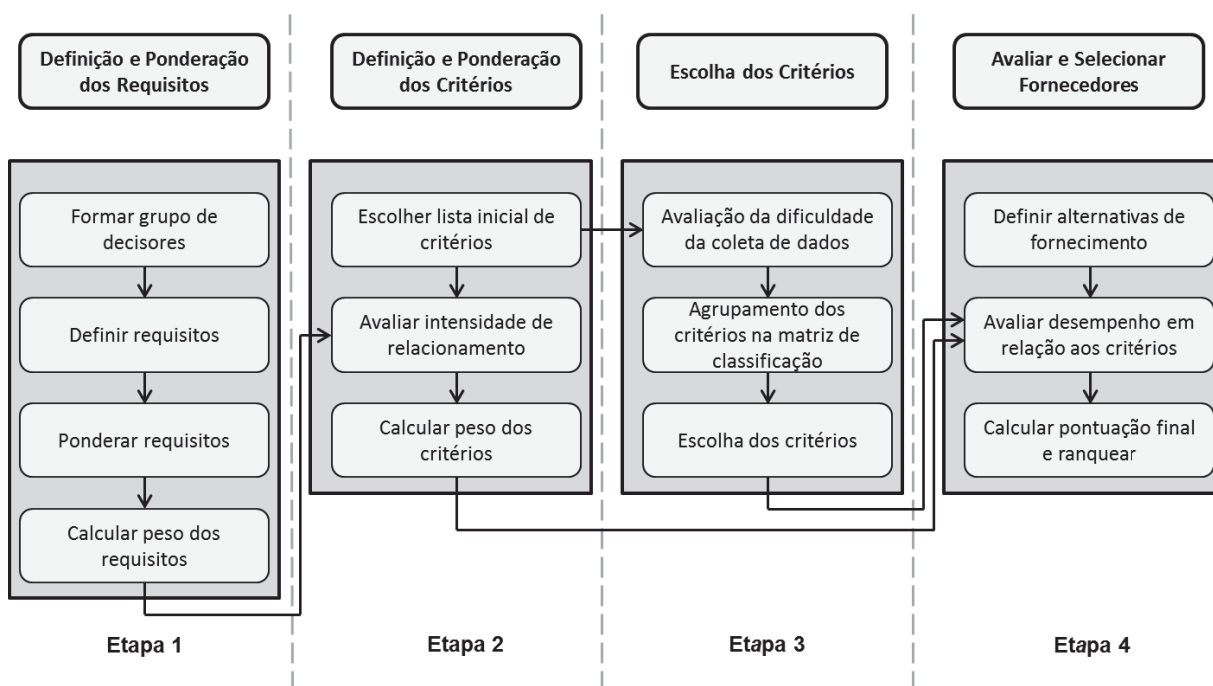 Definição e Ponderação
dos Requisitos
Definição e Ponderação
dos Critérios
Escolha dos Critérios
Avaliar e Selecionar
Fornecedores
Formar grupo de
decisores
Definir requisitos
Ponderar requisitos
Calcular peso dos
requisitos
Escolher lista inicial de
critérios
Avaliar intensidade de
relacionamento
Calcular peso dos
critérios
Avaliação da dificuldade
da coleta de dados
Agrupamento dos
critérios na matriz de
classificação
Escolha dos critérios
Definir alternativas de
fornecimento
Avaliar desempenho em
relação aos critérios
Calcular pontuação final
e ranquear
Etapa 1
Etapa 2
Etapa 3
Etapa 4